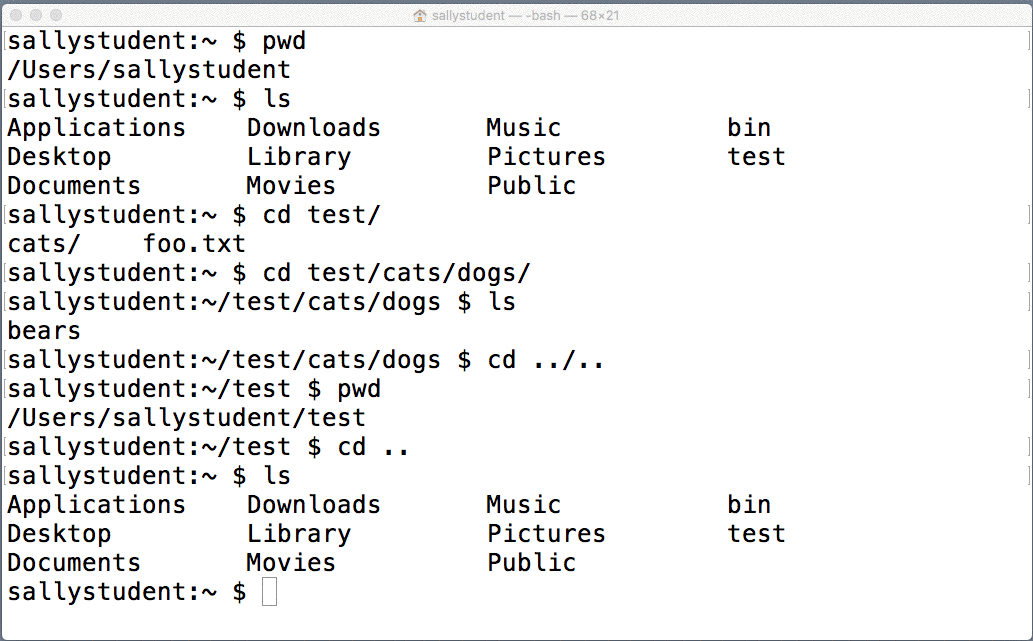 sallystudent — -bash — 68×21
sallystudent:~ $ pwd
/Users/sallystudent
sallystudent:~ $ ls
Applications    Downloads       Music           bin
Desktop         Library         Pictures        test
Documents       Movies          Public
sallystudent:~ $ cd test/
cats/    foo.txt
sallystudent:~ $ cd test/cats/dogs/
sallystudent:~/test/cats/dogs $ ls
bears
sallystudent:~/test/cats/dogs $ cd ../..
sallystudent:~/test $ pwd
/Users/sallystudent/test
sallystudent:~/test $ cd ..
sallystudent:~ $ ls
Applications    Downloads       Music           bin
Desktop         Library         Pictures        test
Documents       Movies          Public
sallystudent:~ $